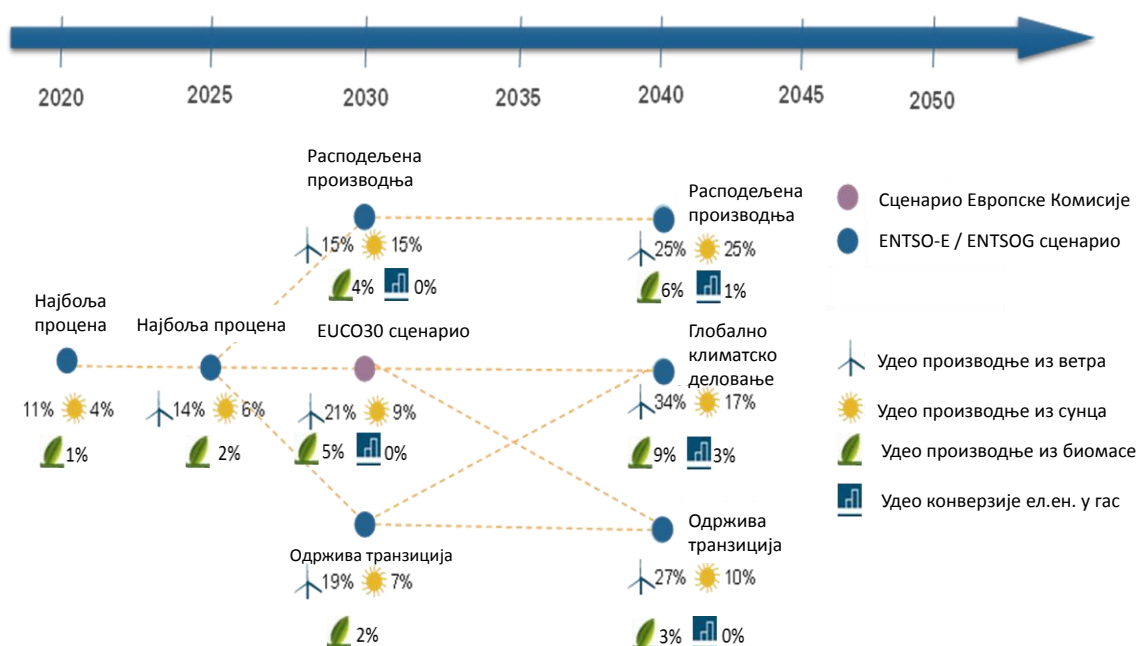 2020 2025 2030 2035 2040 2045 2050
Расподељена
производња
15% 15%
4% 0%
Расподељена
производња
25% 25%
6% 1%
Сценарио Европске Комисије
ENTSO-E / ENTSOG сценарио
Најбоља
процена
11% 4%
1%
Најбоља процена
14% 6%
2%
EUCO30 сценарио
21% 9%
5% 0%
Глобално
климатско
деловање
34% 17%
9% 3%
Удео производње из ветра
Удео производње из сунца
Удео производње из биомасе
Удео конверзије ел.ен. у гас
Одржива транзиција
19% 7%
2%
Одржива
транзиција
27% 10%
3% 0%